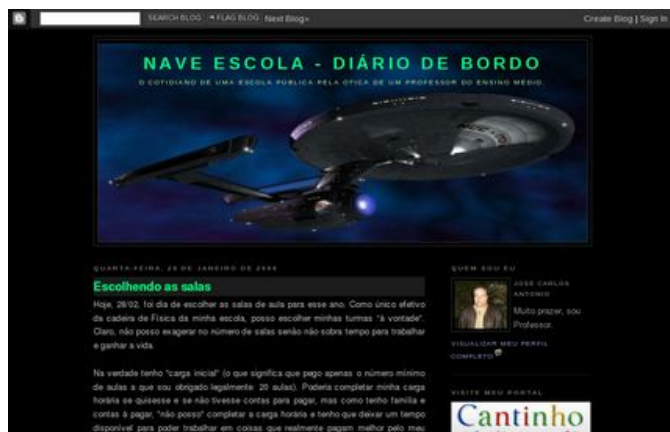 SEARCH BLOG FLAG BLOG Next Blog» Create Blog | Sign In
NAVE ESCOLA - DIÁRIO DE BORDO
O COTIDIANO DE UMA ESCOLA PÚBLICA PELA ÓTICA DE UM PROFESSOR DO ENSINO MÉDIO.
QUARTA-FEIRA, 28 DE JANEIRO DE
Escolhendo as salas
Hoje, 28/02, foi dia de escolher as salas de aula para esse ano. Como único efetivo
da cadeira de Física da minha escola, posso escolher minhas turmas "à vontade".
Claro, não posso exagerar no número de salas senão não sobra tempo para trabalhar
e ganhar a vida.
Na verdade tenho "carga inicial" (o que significa que pego apenas o número mínimo
de aulas a que sou obrigado legalmente: 20 aulas). Poderia completar minha carga
horária se quisesse e se não tivesse contas para pagar, mas como tenho família e
contas à pagar, "não posso" completar a carga horária e tenho que deixar um tempo
disponível para poder trabalhar em coisas que realmente pagam melhor pelo meu
QUEM SOU EU
JOSE CARLOS
ANTONIO
Muito prazer, sou
Professor.
VISUALIZAR MEU PERFIL
COMPLETO
VISITE MEU PORTAL
Cantinho